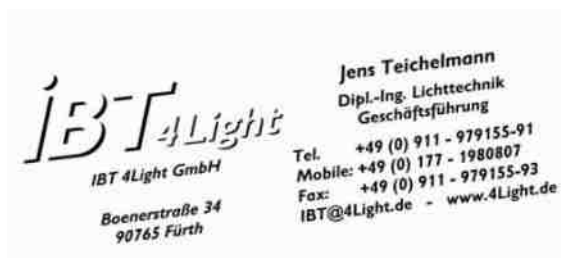 iBT 4Light
IBT 4Light GmbH
Boenerstraße 34
90765 Fürth
Jens Teichelmann
Dipl.-Ing. Lichttechnik
Geschäftsführung
Tel. +49 (0) 911 - 979155-91
Mobile: +49 (0) 177 - 1980807
Fax: +49 (0) 911 - 979155-93
IBT@4Light.de - www.4Light.de